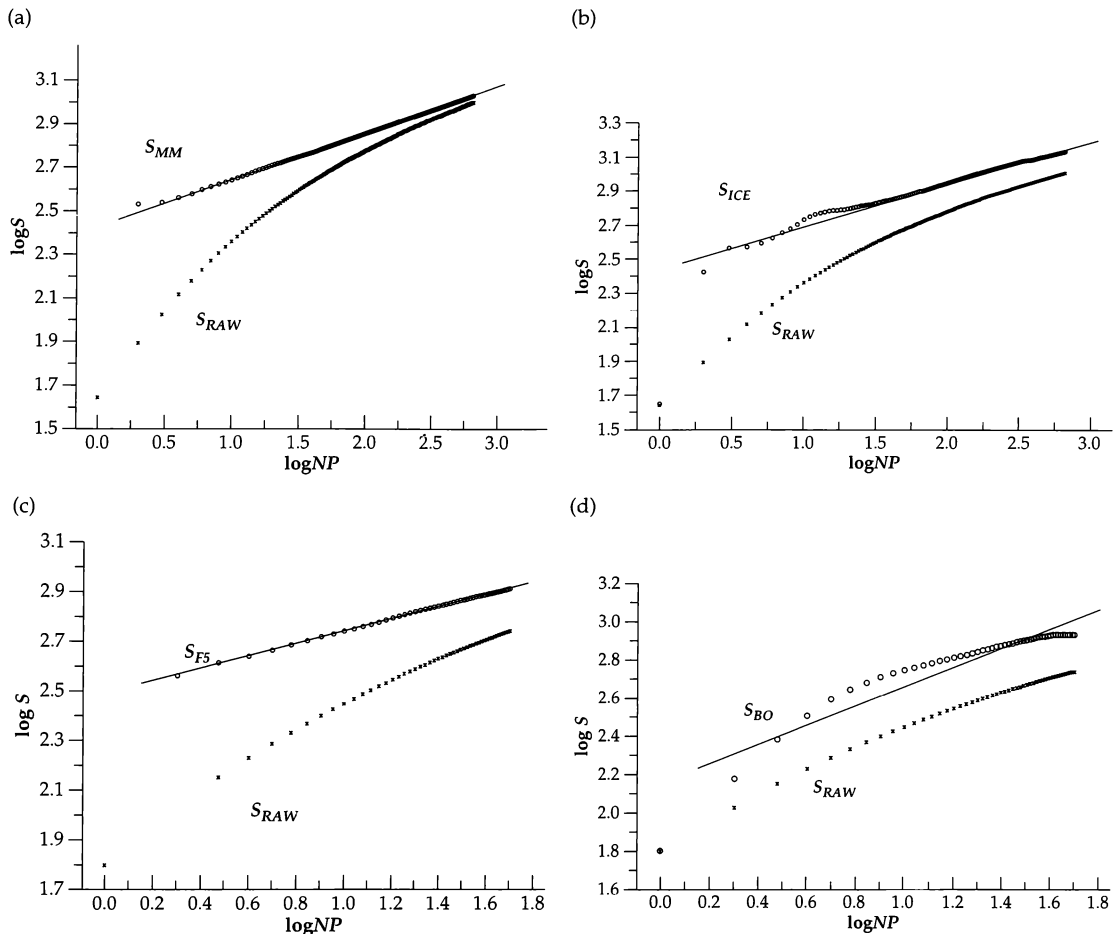 (a)
3.1
2.9
2.7
2.5
2.3
2.1
1.9
1.7
1.5
logS
S_MM
S_RAW
0.0 0.5 1.0 1.5 2.0 2.5 3.0
logNP
(b)
3.3
3.1
2.9
2.7
2.5
2.3
2.1
1.9
1.7
1.5
logS
S_ICE
S_RAW
0.0 0.5 1.0 1.5 2.0 2.5 3.0
logNP
(c)
3.1
2.9
2.7
2.5
2.3
2.1
1.9
1.7
log S
S_F5
S_RAW
0.0 0.2 0.4 0.6 0.8 1.0 1.2 1.4 1.6 1.8
logNP
(d)
3.2
3.0
2.8
2.6
2.4
2.2
2.0
1.8
1.6
log S
S_BO
S_RAW
0.0 0.2 0.4 0.6 0.8 1.0 1.2 1.4 1.6 1.8
logNP